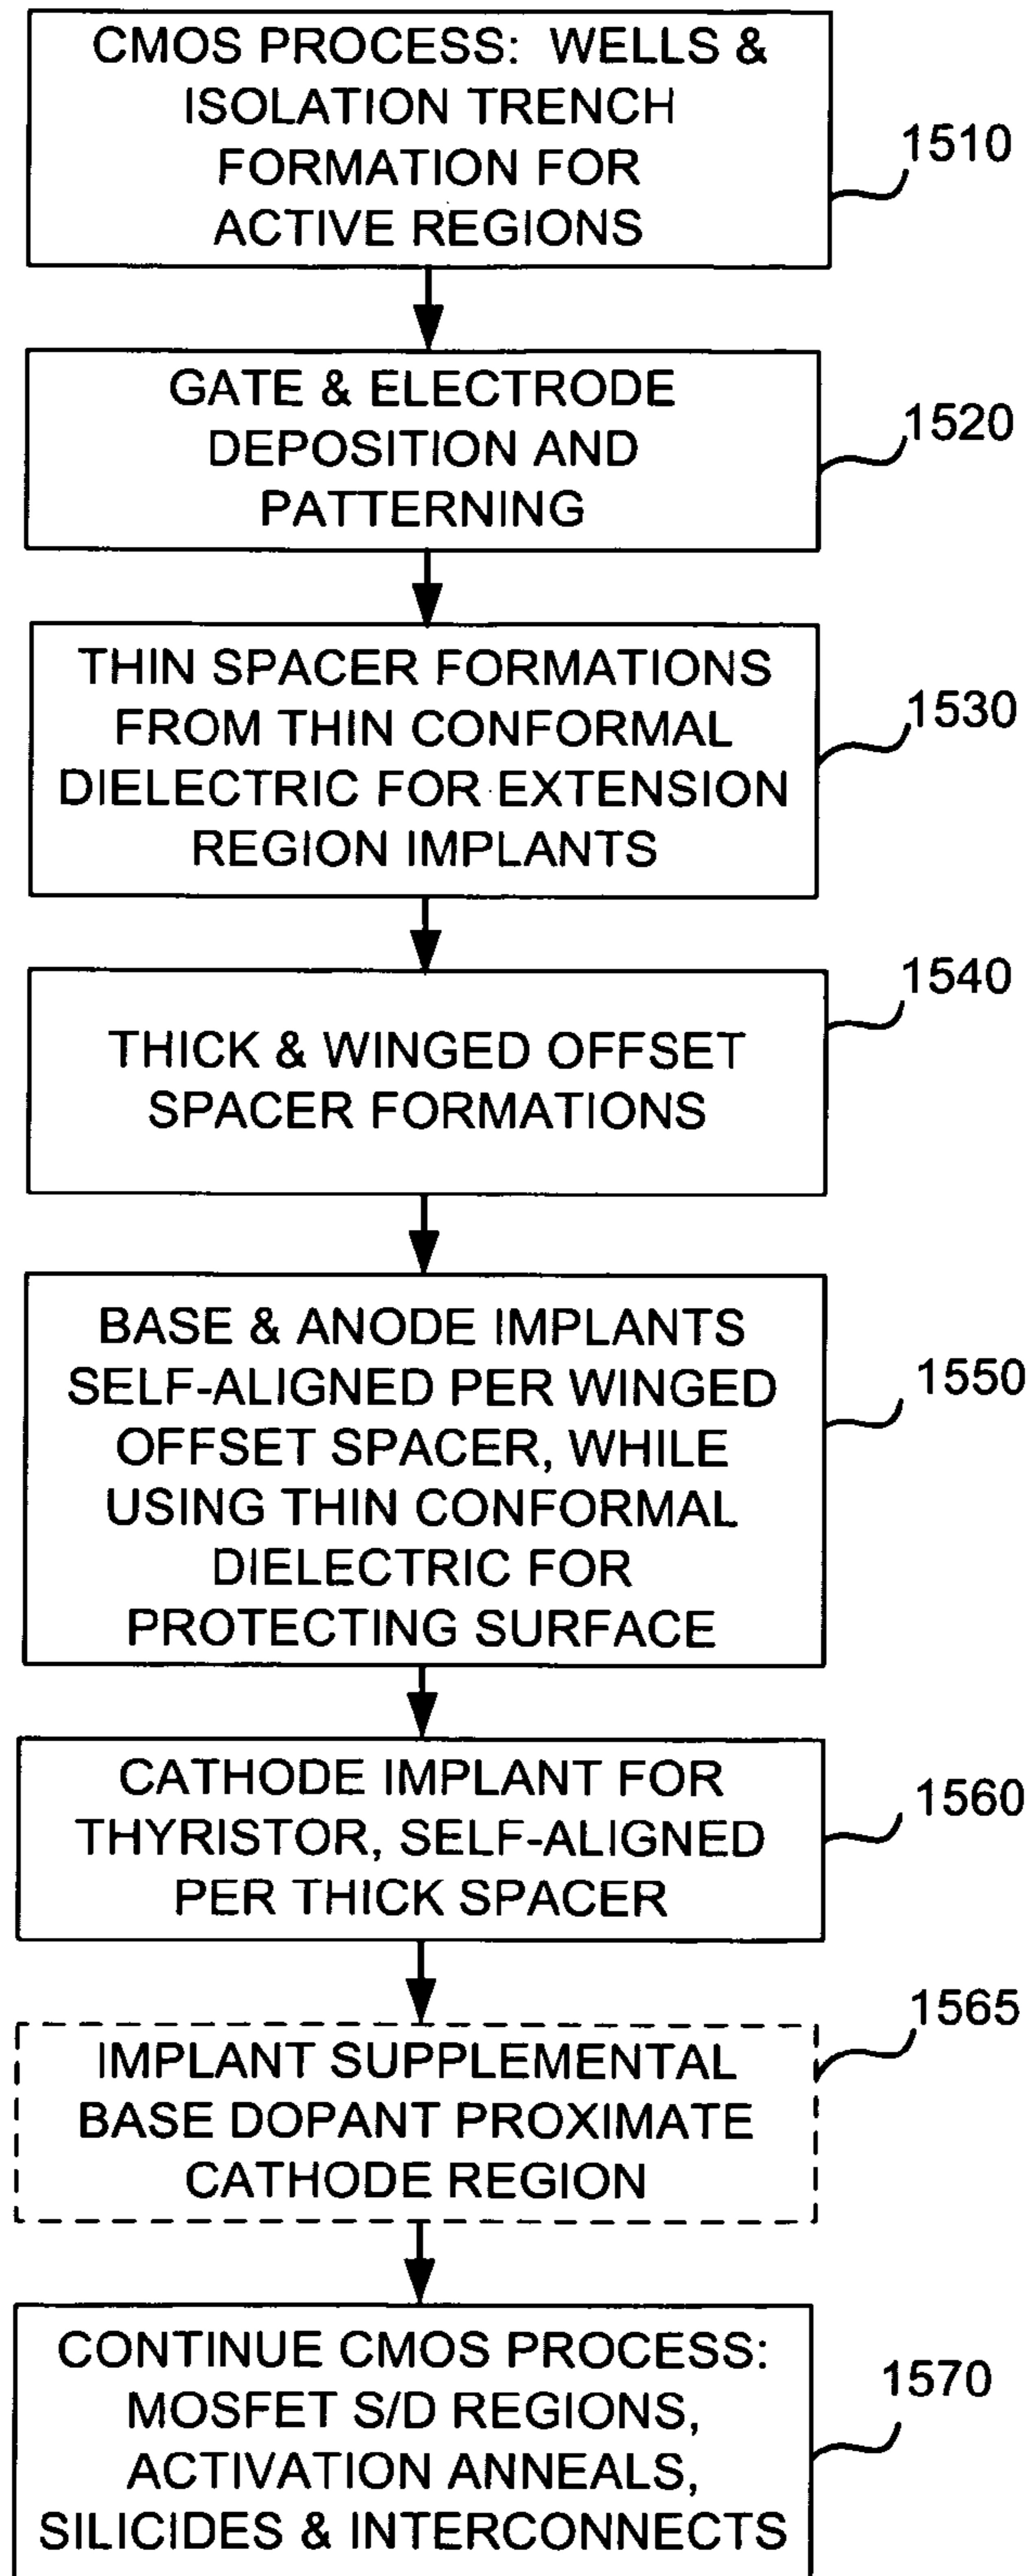 CMOS PROCESS: WELLS &
ISOLATION TRENCH
FORMATION FOR
ACTIVE REGIONS
1510
GATE & ELECTRODE
DEPOSITION AND
PATTERNING
1520
THIN SPACER FORMATIONS
FROM THIN CONFORMAL
DIELECTRIC FOR EXTENSION
REGION IMPLANTS
1530
THICK & WINGED OFFSET
SPACER FORMATIONS
1540
BASE & ANODE IMPLANTS
SELF-ALIGNED PER WINGED
OFFSET SPACER, WHILE
USING THIN CONFORMAL
DIELECTRIC FOR
PROTECTING SURFACE
1550
CATHODE IMPLANT FOR
THYRISTOR, SELF-ALIGNED
PER THICK SPACER
1560
IMPLANT SUPPLEMENTAL
BASE DOPANT PROXIMATE
CATHODE REGION
1565
CONTINUE CMOS PROCESS:
MOSFET S/D REGIONS,
ACTIVATION ANNEALS,
SILICIDES & INTERCONNECTS
1570